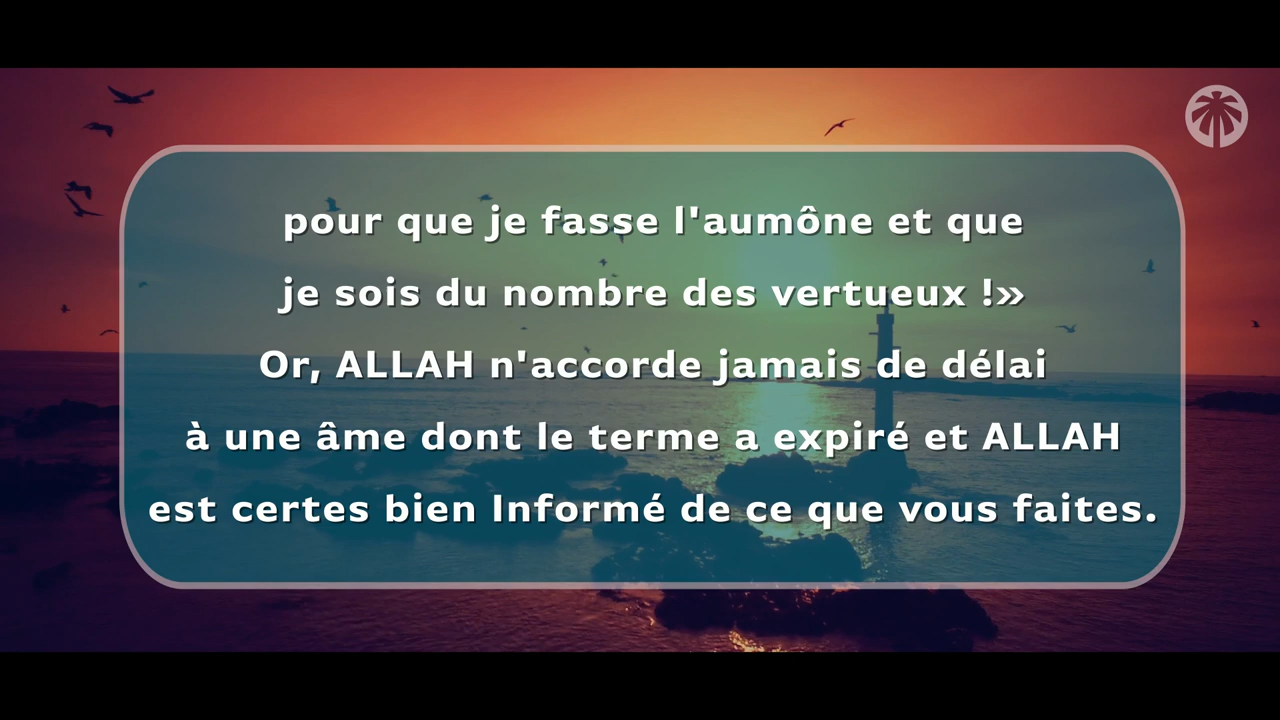 pour que je fasse l'aumône et que
je sois du nombre des vertueux !»
Or, ALLAH n'accorde jamais de délai
à une âme dont le terme a expiré et ALLAH
est certes bien Informé de ce que vous faites.